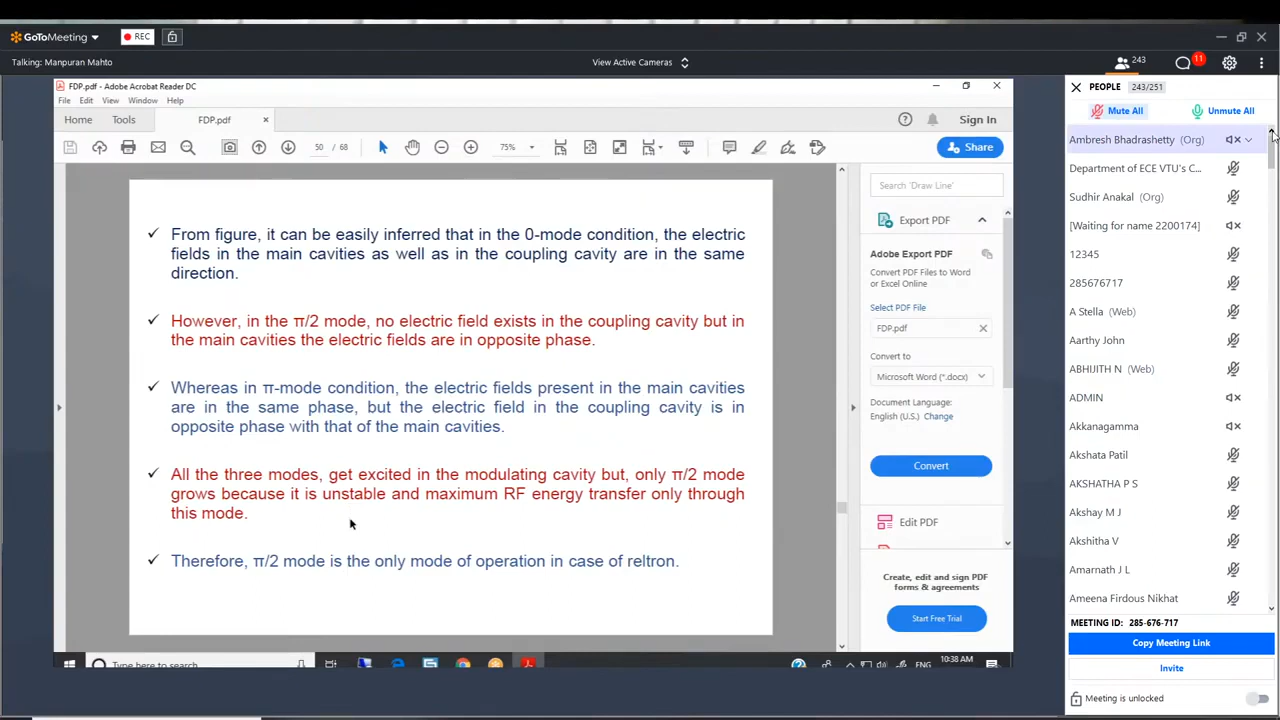 GoToMeeting
REC
Talking: Manpuran Mahto
View Active Cameras
243
11
FDP.pdf - Adobe Acrobat Reader DC
File Edit View Window Help
Home Tools FDP.pdf × Sign In
50 / 68 75% Share
✓ From figure, it can be easily inferred that in the 0-mode condition, the electric
fields in the main cavities as well as in the coupling cavity are in the same
direction.
✓ However, in the π/2 mode, no electric field exists in the coupling cavity but in
the main cavities the electric fields are in opposite phase.
✓ Whereas in π-mode condition, the electric fields present in the main cavities
are in the same phase, but the electric field in the coupling cavity is in
opposite phase with that of the main cavities.
✓ All the three modes, get excited in the modulating cavity but, only π/2 mode
grows because it is unstable and maximum RF energy transfer only through
this mode.
✓ Therefore, π/2 mode is the only mode of operation in case of reltron.
Search 'Draw Line'
Export PDF
Adobe Export PDF
Convert PDF Files to Word
or Excel Online
Select PDF File
FDP.pdf
Convert to
Microsoft Word (*.docx)
Document Language:
English (U.S.) Change
Convert
Edit PDF
Create, edit and sign PDF
forms & agreements
Start Free Trial
Type here to search
ENG
10:38 AM
PEOPLE 243/251
Mute All Unmute All
Ambresh Bhadrashetty (Org)
Department of ECE VTU's C...
Sudhir Anakal (Org)
[Waiting for name 2200174]
12345
285676717
A Stella (Web)
Aarthy John
ABHIJITH N (Web)
ADMIN
Akkanagamma
Akshata Patil
AKSHATHA P S
Akshay M J
Akshitha V
Amarnath J L
Ameena Firdous Nikhat
MEETING ID: 285-676-717
Copy Meeting Link
Invite
Meeting is unlocked